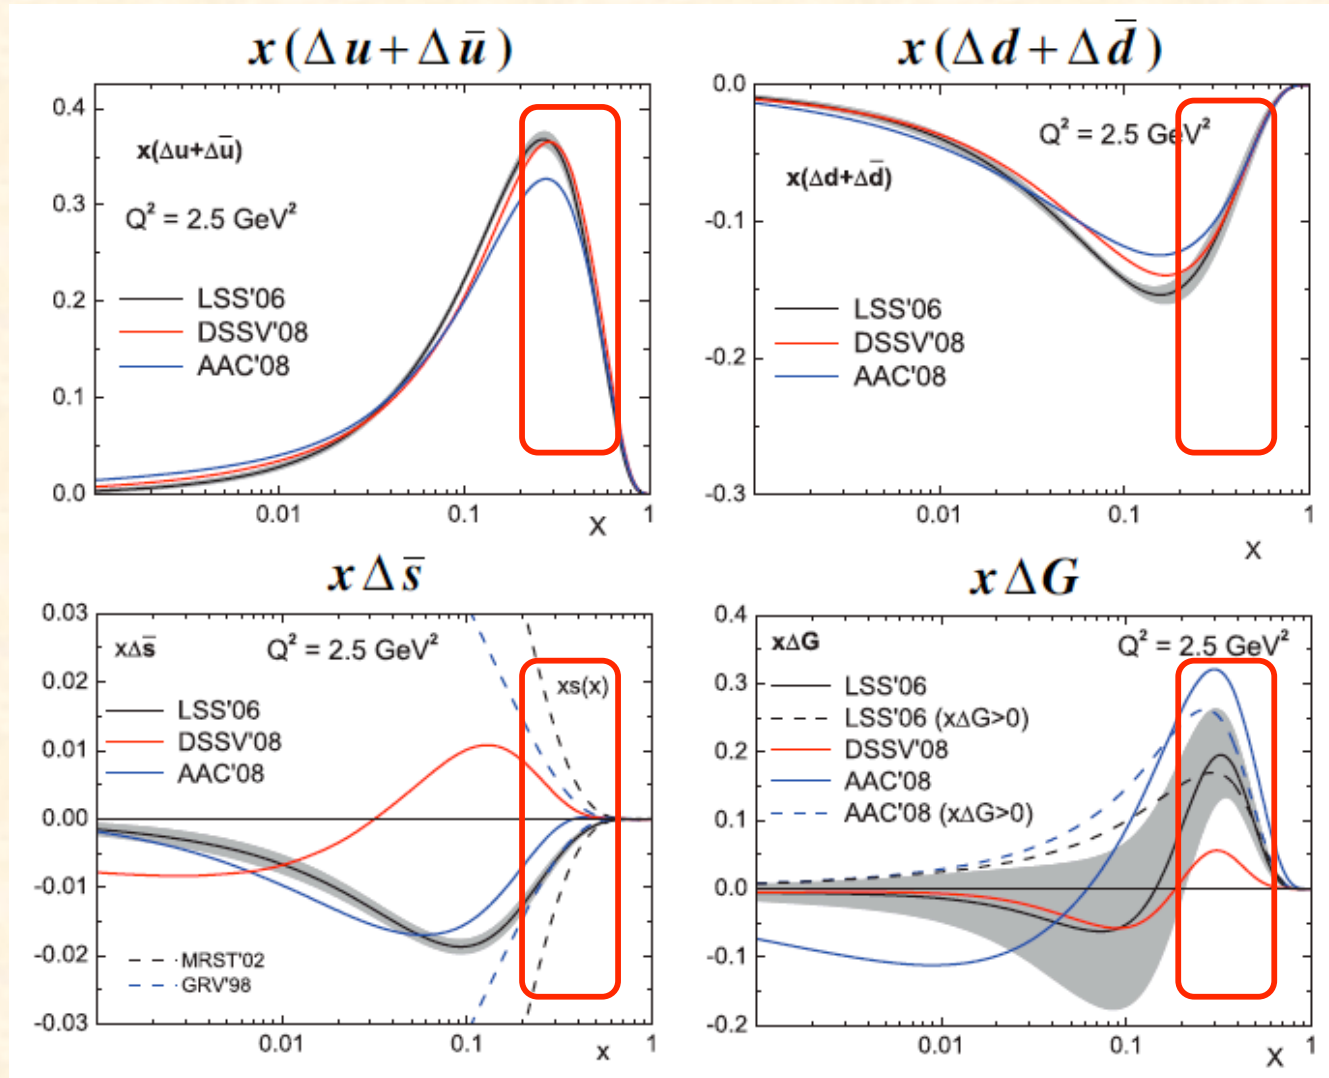 x(Δu+Δū)
0.4
0.3
0.2
0.1
0.0
x(Δu+Δū)
Q² = 2.5 GeV²
LSS'06
DSSV'08
AAC'08
0.01
0.1
1
X
x(Δd+Δd̄)
0.0
-0.1
-0.2
-0.3
Q² = 2.5 GeV²
x(Δd+Δd̄)
LSS'06
DSSV'08
AAC'08
0.01
0.1
1
X
xΔs̄
0.03
0.02
0.01
0.00
-0.01
-0.02
-0.03
xΔs̄
Q² = 2.5 GeV²
xs(x)
LSS'06
DSSV'08
AAC'08
MRST'02
GRV'98
0.01
0.1
1
x
xΔG
0.4
0.3
0.2
0.1
0.0
-0.1
-0.2
xΔG
Q² = 2.5 GeV²
LSS'06
LSS'06 (xΔG>0)
DSSV'08
AAC'08
AAC'08 (xΔG>0)
0.01
0.1
1
X